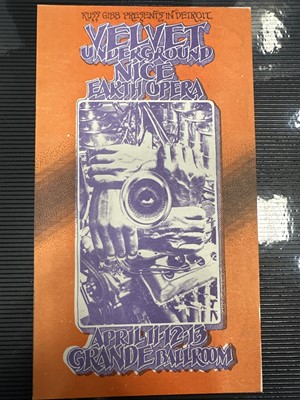 RUSS GIBB PRESENTS IN DETROIT
VELVET
UNDERGROUND
NICE
EARTH OPERA
APRIL 11•12•13
GRANDE BALLROOM